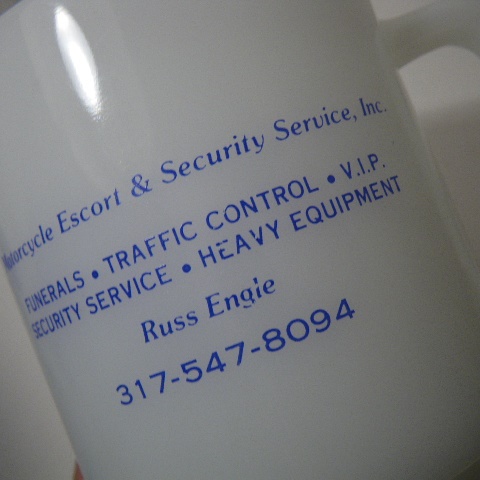 Motorcycle Escort & Security Service, Inc.
FUNERALS • TRAFFIC CONTROL • V.I.P.
SECURITY SERVICE • HEAVY EQUIPMENT
Russ Engie
317-547-8094